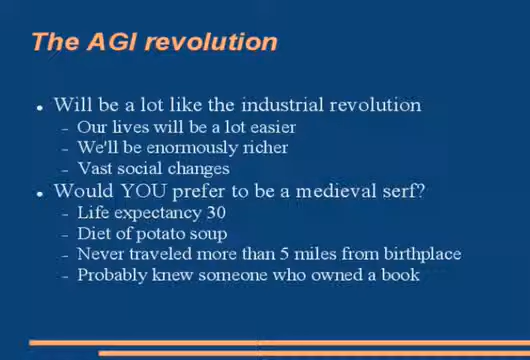 The AGI revolution
● Will be a lot like the industrial revolution
– Our lives will be a lot easier
– We'll be enormously richer
– Vast social changes
● Would YOU prefer to be a medieval serf?
– Life expectancy 30
– Diet of potato soup
– Never traveled more than 5 miles from birthplace
– Probably knew someone who owned a book